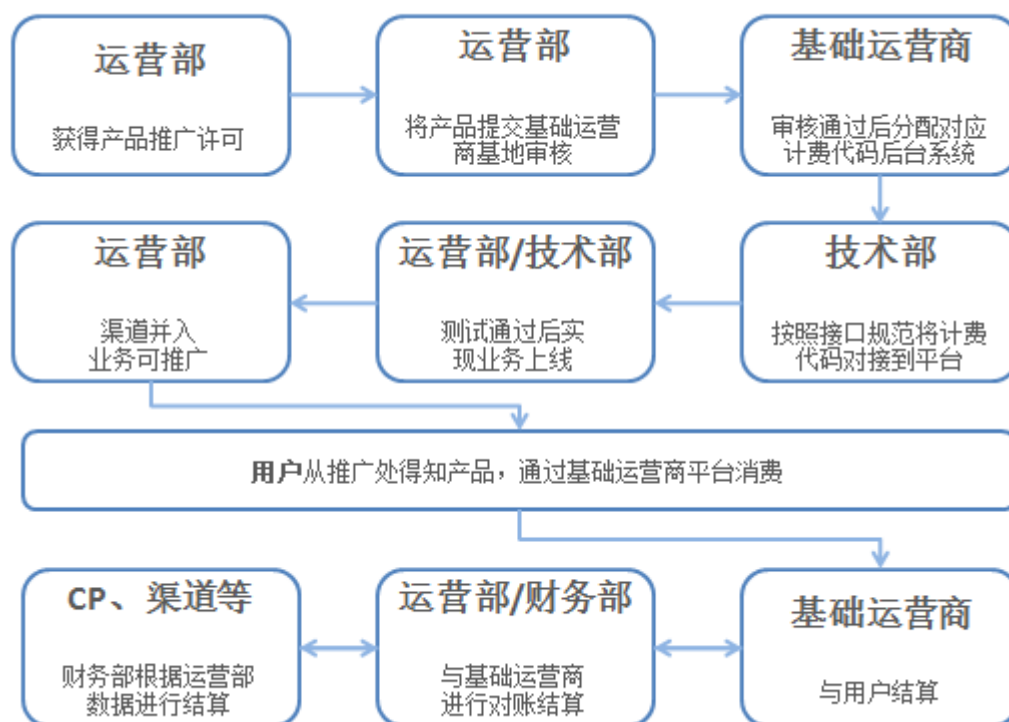 运营部
获得产品推广许可
运营部
将产品提交基础运营
商基地审核
基础运营商
审核通过后分配对应
计费代码后台系统
运营部
渠道并入
业务可推广
运营部/技术部
测试通过后实
现业务上线
技术部
按照接口规范将计费
代码对接到平台
用户从推广处得知产品，通过基础运营商平台消费
CP、渠道等
财务部根据运营部
数据进行结算
运营部/财务部
与基础运营商
进行对账结算
基础运营商
与用户结算